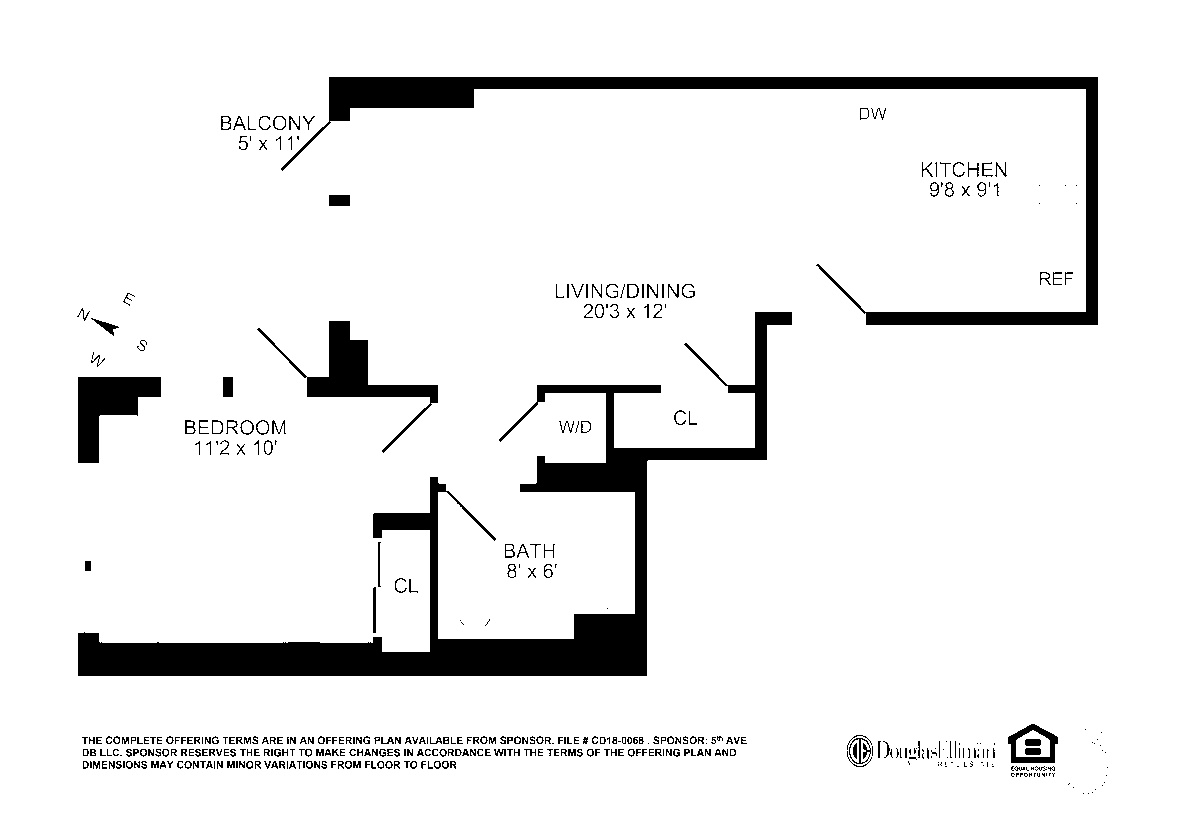 BALCONY
5' x 11'
DW
KITCHEN
9'8 x 9'1
REF
LIVING/DINING
20'3 x 12'
E
N
S
W
BEDROOM
11'2 x 10'
W/D
CL
BATH
8' x 6'
CL
THE COMPLETE OFFERING TERMS ARE IN AN OFFERING PLAN AVAILABLE FROM SPONSOR. FILE # CD18-0068 . SPONSOR: 5th AVE
DB LLC. SPONSOR RESERVES THE RIGHT TO MAKE CHANGES IN ACCORDANCE WITH THE TERMS OF THE OFFERING PLAN AND
DIMENSIONS MAY CONTAIN MINOR VARIATIONS FROM FLOOR TO FLOOR
DouglasElliman
REAL ESTATE
EQUAL HOUSING
OPPORTUNITY